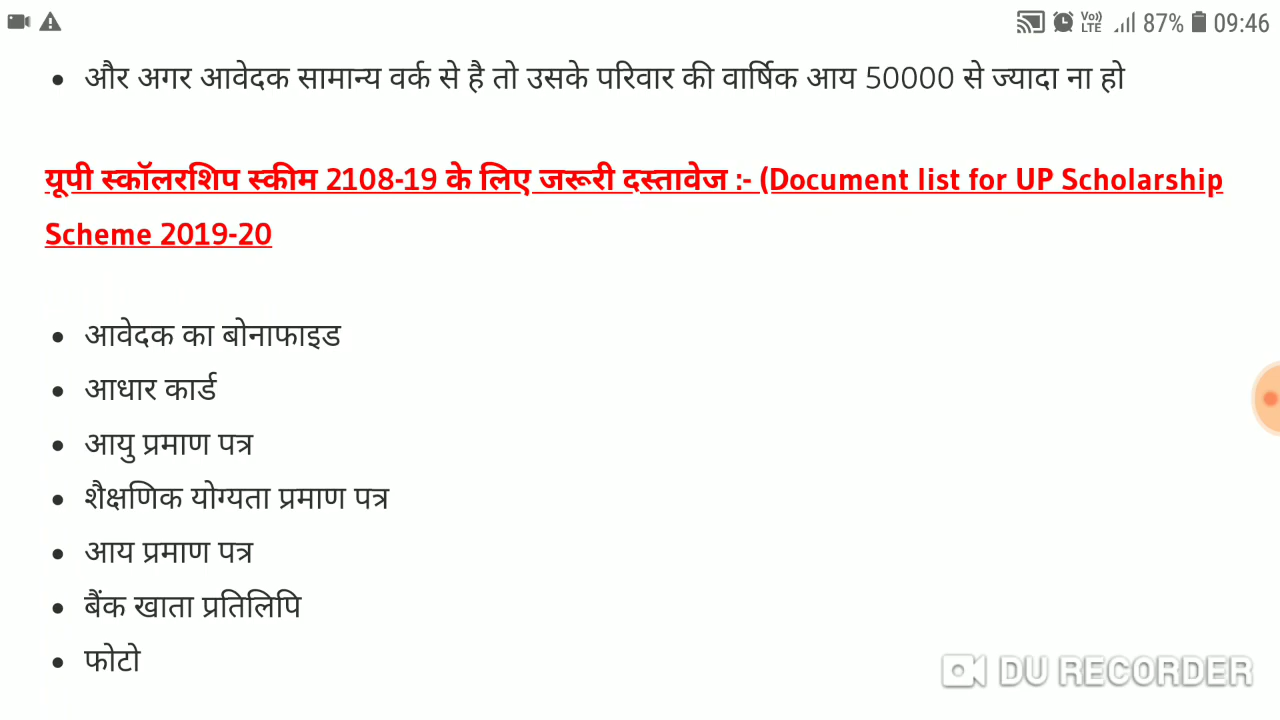 Vo))
LTE 87% 09:46
• और अगर आवेदक सामान्य वर्क से है तो उसके परिवार की वार्षिक आय 50000 से ज्यादा ना हो
यूपी स्कॉलरशिप स्कीम 2108-19 के लिए जरूरी दस्तावेज :- (Document list for UP Scholarship
Scheme 2019-20
• आवेदक का बोनाफाइड
• आधार कार्ड
• आयु प्रमाण पत्र
• शैक्षणिक योग्यता प्रमाण पत्र
• आय प्रमाण पत्र
• बैंक खाता प्रतिलिपि
• फोटो
DU RECORDER